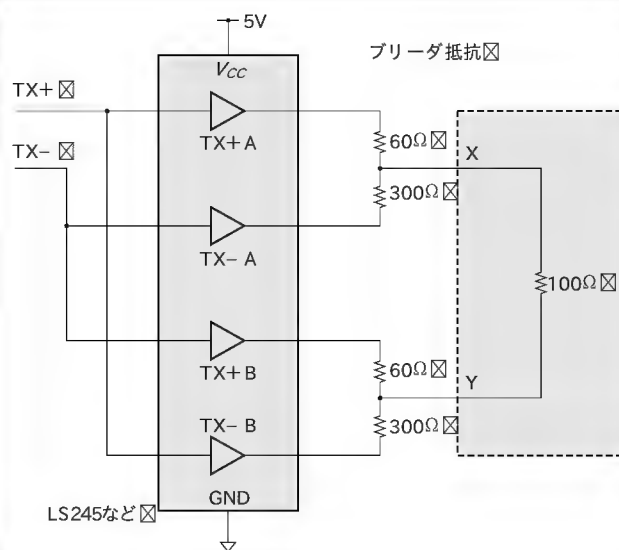 5V
ブリーダ抵抗☒
VCC
TX+☒
TX+A
60Ω☒
TX-☒
X
300Ω☒
TX- A
100Ω☒
TX+B
60Ω☒
Y
TX- B
300Ω☒
GND
LS245など☒